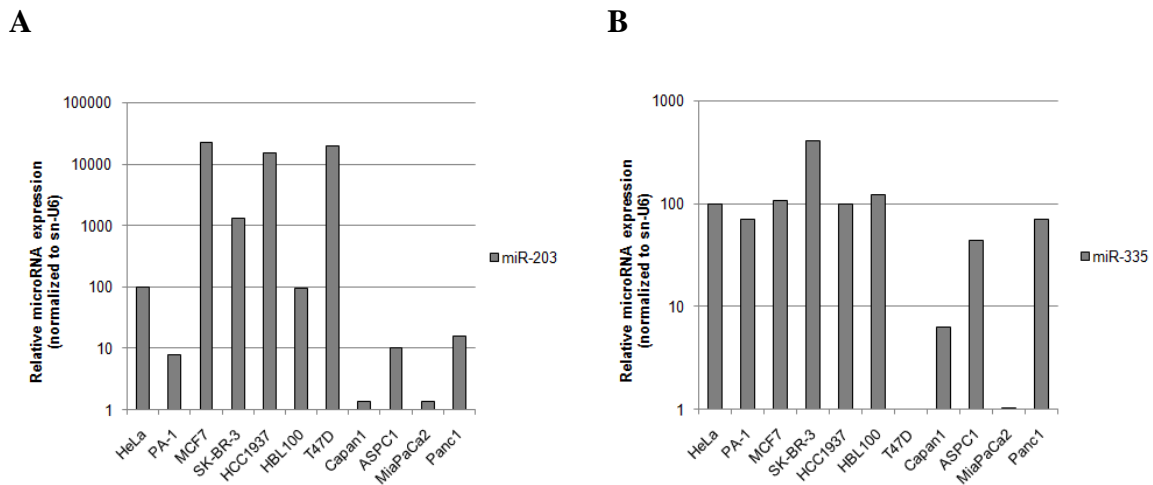 A
B
Relative microRNA expression
(normalized to sn-U6)
100000
10000
1000
100
10
1
HeLa
PA-1
MCF7
SK-BR-3
HCC1937
HBL100
T47D
Capan1
ASPC1
MiaPaCa2
Panc1
miR-203
Relative microRNA expression
(normalized to sn-U6)
1000
100
10
1
HeLa
PA-1
MCF7
SK-BR-3
HCC1937
HBL100
T47D
Capan1
ASPC1
MiaPaCa2
Panc1
miR-335